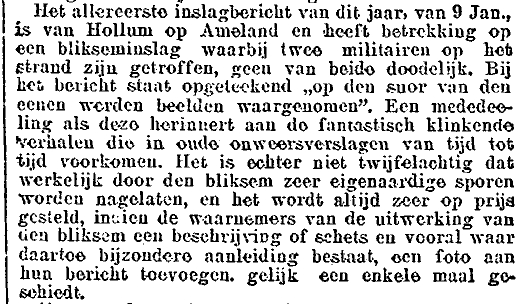 Het allereerste inslagbericht van dit jaar, van 9 Jan.,
is van Hollum op Ameland en heeft betrekking op
een blikseminslag waarbij twee militairen op het
strand zijn getroffen, geen van beide doodelijk. Bij
het bericht staat opgeteekend „op den suor van den
eenen werden beelden waargenomen”. Een mededee-
ling als deze herinnert aan de fantastisch klinkende
verhalen die in oude onweersverslagen van tijd tot
tijd voorkomen. Het is echter niet twijfelachtig dat
werkelijk door den bliksem zeer eigenaardige sporen
worden nagelaten, en het wordt altijd zeer op prijs
gesteld, indien de waarnemers van de uitwerking van
den bliksem een beschrijving of schets en vooral waar
daartoe bijzondere aanleiding bestaat, een foto aan
hun bericht toevoegen. gelijk een enkele maal ge-
schiedt.